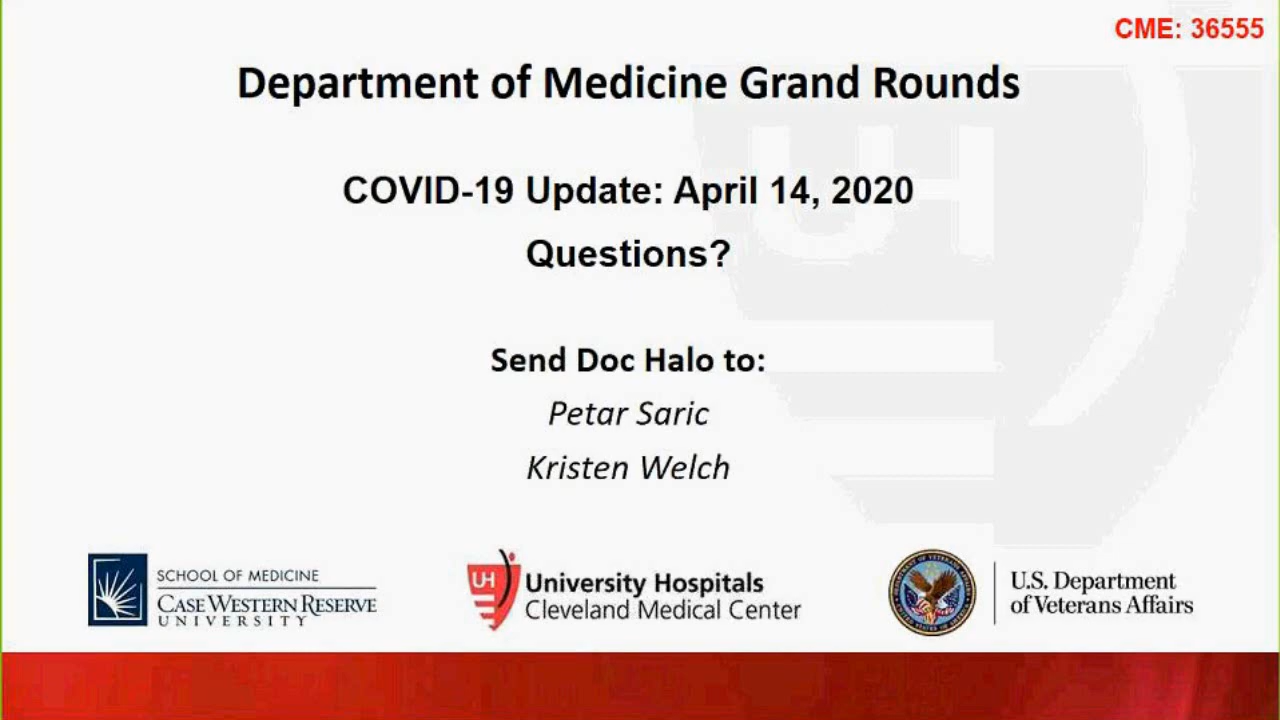 CME: 36555
Department of Medicine Grand Rounds
COVID-19 Update: April 14, 2020
Questions?
Send Doc Halo to:
Petar Saric
Kristen Welch
SCHOOL OF MEDICINE
CASE WESTERN RESERVE
UNIVERSITY
UH
University Hospitals
Cleveland Medical Center
U.S. Department
of Veterans Affairs
UH